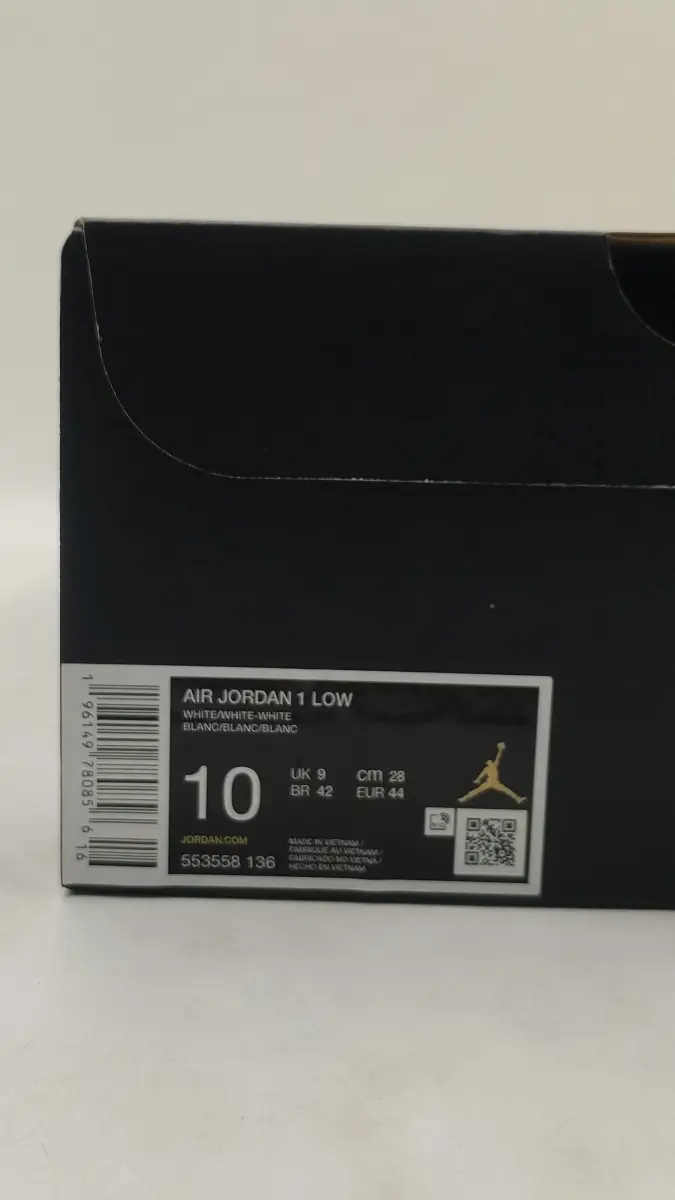 AIR JORDAN 1 LOW
WHITE/WHITE-WHITE
BLANC/BLANC/BLANC
10
UK 9 cm 28
BR 42 EUR 44
JORDAN.COM
553558 136
MADE IN VIETNAM /
FABRIQUE AU VIETNAM /
FABRICADO NO VIETNA /
HECHO EN VIETNAM
1 96149 78085 6 16